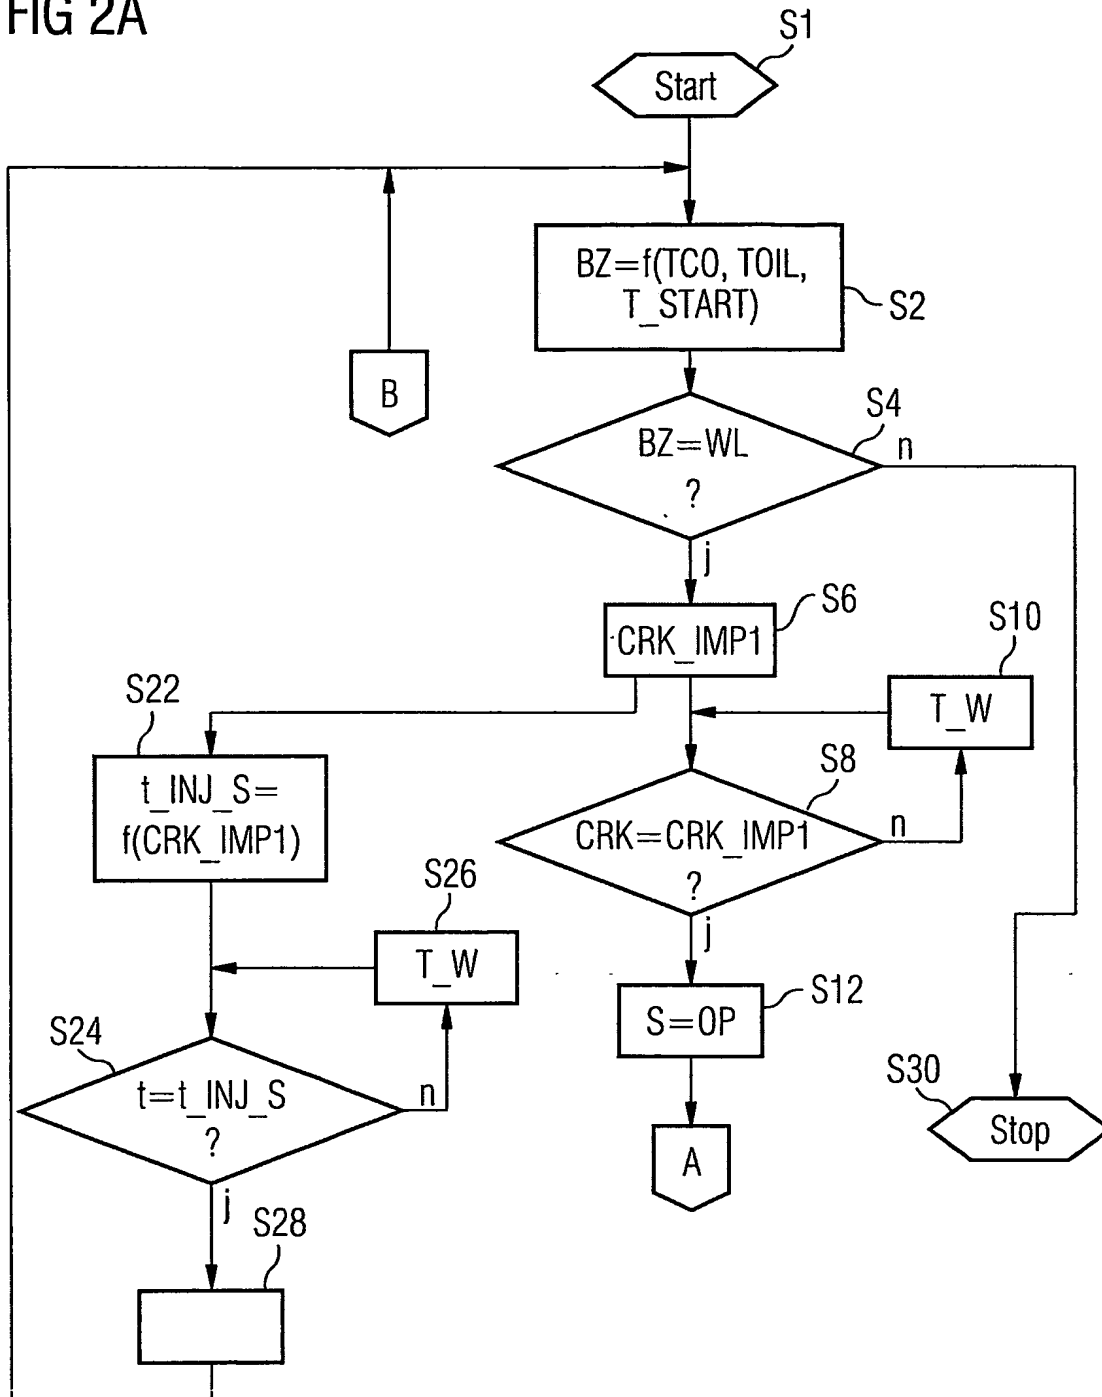 FIG 2A
S1
Start
BZ=f(TCO, TOIL,
T_START)
S2
B
S4
BZ=WL
?
n
j
S6
CRK_IMP1
S10
T_W
S22
t_INJ_S=
f(CRK_IMP1)
S8
CRK=CRK_IMP1
?
n
j
S26
T_W
S12
S=OP
S24
t=t_INJ_S
?
n
j
A
S30
Stop
S28